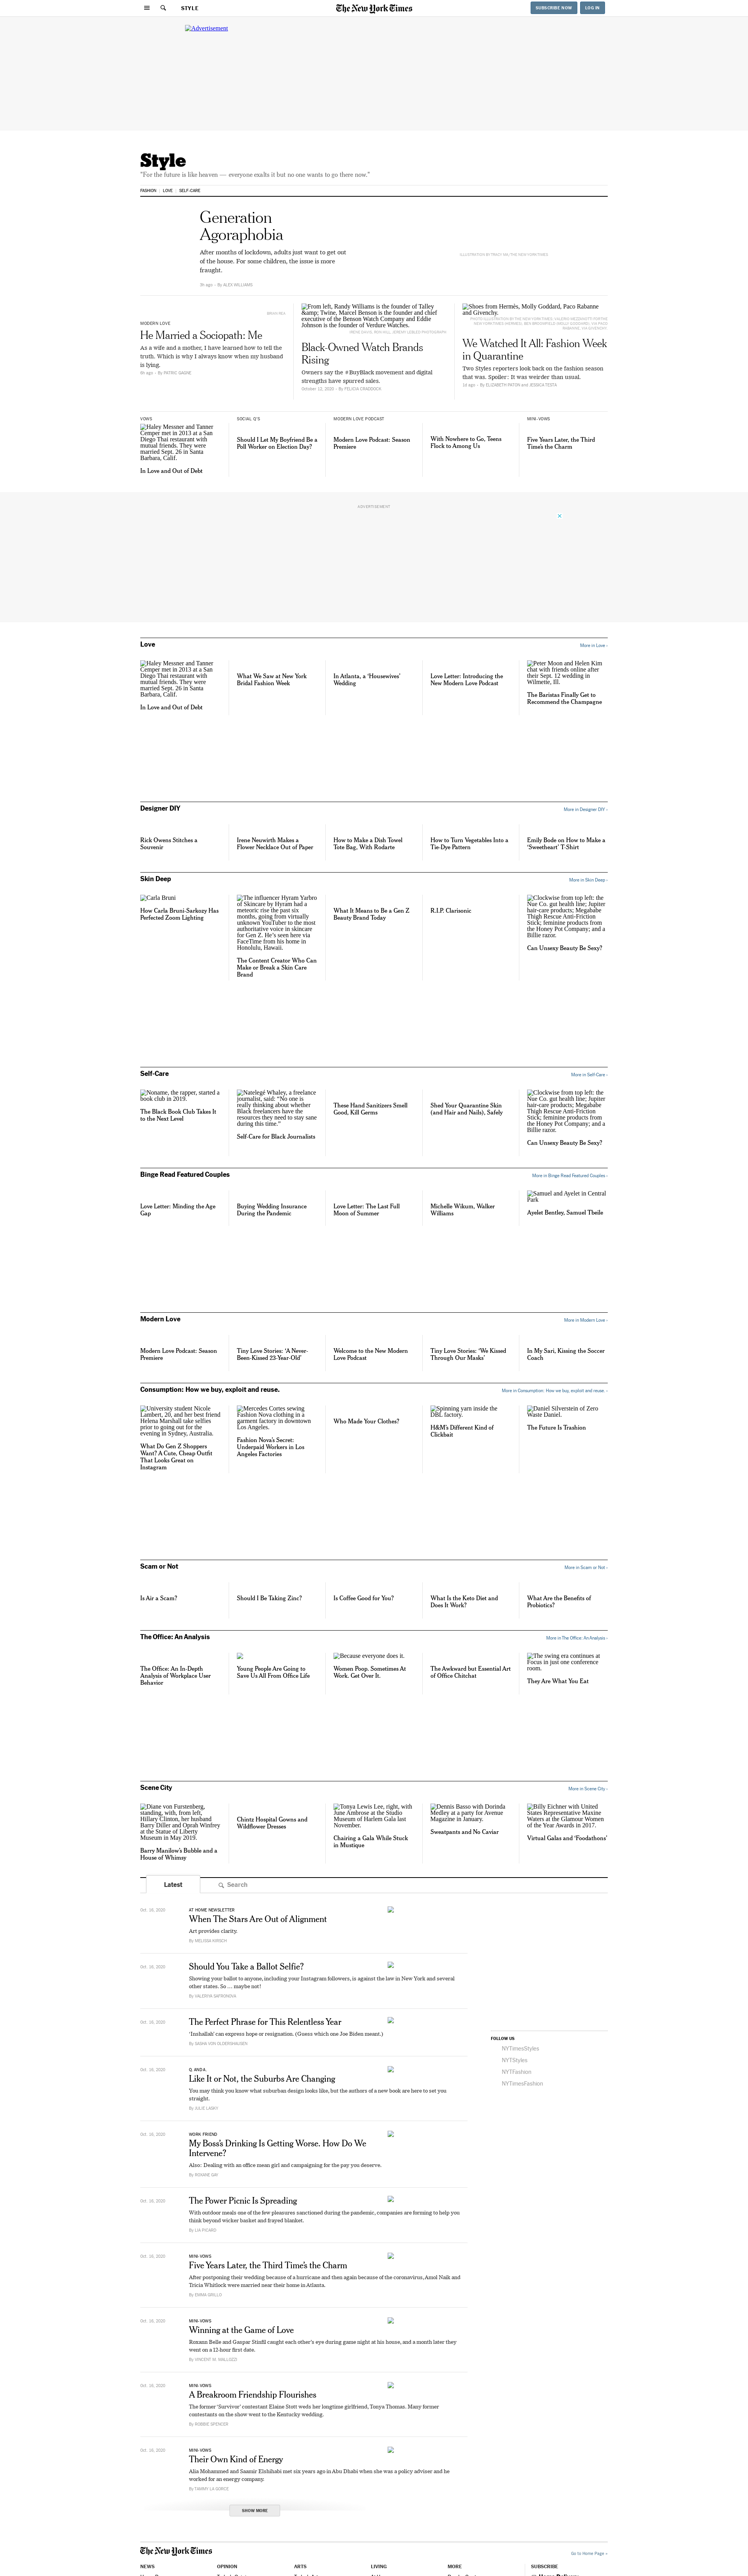 STYLE
The New York Times
SUBSCRIBE NOW
LOG IN
Advertisement
Style
"For the future is like heaven — everyone exalts it but no one wants to go there now."
FASHION
LOVE
SELF-CARE
Generation Agoraphobia
After months of lockdown, adults just want to get out of the house. For some children, the issue is more fraught.
By ALEX WILLIAMS
MODERN LOVE
He Married a Sociopath: Me
As a wife and a mother, I have learned how to tell the truth. Which is why I always know when my husband is lying.
By PATRIC GAGNE
From left, Randy Williams is the founder of Talley &amp; Twine, Marcel Benson is the founder and chief executive of the Benson Watch Company and Eddie Johnson is the founder of Verdure Watches.
Black-Owned Watch Brands Rising
Owners say the #BuyBlack movement and digital retailers have spurred sales.
October 12, 2020 - By FELICIA CRADDOCK
Shoes from Hermès, Molly Goddard, Paco Rabanne and Givenchy.
We Watched It All: Fashion Week in Quarantine
Two Styles reporters look back on the fashion season that was. Spoiler: It was weirder than usual.
By ELIZABETH PATON and JESSICA TESTA
VOWS
Haley Messner and Tanner Cemper met in 2013 at a San Diego Thai restaurant with mutual friends. They were married Sept. 26 in Santa Barbara, Calif.
In Love and Out of Debt
SOCIAL Q'S
Should I Let My Boyfriend Be a Poll Worker on Election Day?
MODERN LOVE PODCAST
Modern Love Podcast: Season Premiere
With Nowhere to Go, Teens Flock to Among Us
MINI-VOWS
Five Years Later, the Third Time's the Charm
ADVERTISEMENT
Love
More in Love ›
Haley Messner and Tanner Cemper met in 2013 at a San Diego Thai restaurant with mutual friends. They were married Sept. 26 in Santa Barbara, Calif.
In Love and Out of Debt
What We Saw at New York Bridal Fashion Week
In Atlanta, a 'Housewives' Wedding
Love Letter: Introducing the New Modern Love Podcast
Peter Moon and Helen Kim chat with friends online after their Sept. 12 wedding in Wilmette, Ill.
The Baristas Finally Get to Recommend the Champagne
Designer DIY
More in Designer DIY ›
Rick Owens Stitches a Souvenir
Irene Neuwirth Makes a Flower Necklace Out of Paper
How to Make a Dish Towel Tote Bag, With Rodarte
How to Turn Vegetables Into a Tie-Dye Pattern
Emily Bode on How to Make a 'Sweetheart' T-Shirt
Skin Deep
More in Skin Deep ›
Carla Bruni
How Carla Bruni-Sarkozy Has Perfected Zoom Lighting
The influencer Hyram Yarbro of Skincare by Hyram had a meteoric rise the past six months, going from virtually unknown YouTuber to the most authoritative voice in skincare for Gen Z. He's seen here via FaceTime from his home in Honolulu, Hawaii.
The Content Creator Who Can Make or Break a Skin Care Brand
What It Means to Be a Gen Z Beauty Brand Today
R.I.P. Clarisonic
Clockwise from top left: the Nue Co. gut health line; Jupiter hair-care products; Megababe Thigh Rescue Anti-Friction Stick; feminine products from the Honey Pot Company; and a Billie razor.
Can Unsexy Beauty Be Sexy?
Self-Care
More in Self-Care ›
Noname, the rapper, started a book club in 2019.
The Black Book Club Takes It to the Next Level
Natelegé Whaley, a freelance journalist, said: "No one is really thinking about whether Black freelancers have the resources they need to stay sane during this time."
Self-Care for Black Journalists
These Hand Sanitizers Smell Good, Kill Germs
Shed Your Quarantine Skin (and Hair and Nails), Safely
Clockwise from top left: the Nue Co. gut health line; Jupiter hair-care products; Megababe Thigh Rescue Anti-Friction Stick; feminine products from the Honey Pot Company; and a Billie razor.
Can Unsexy Beauty Be Sexy?
Binge Read Featured Couples
More in Binge Read Featured Couples ›
Love Letter: Minding the Age Gap
Buying Wedding Insurance During the Pandemic
Love Letter: The Last Full Moon of Summer
Michelle Wikum, Walker Williams
Samuel and Ayelet in Central Park
Ayelet Bentley, Samuel Tbeile
Modern Love
More in Modern Love ›
Modern Love Podcast: Season Premiere
Tiny Love Stories: 'A Never-Been-Kissed 23-Year-Old'
Welcome to the New Modern Love Podcast
Tiny Love Stories: 'We Kissed Through Our Masks'
In My Sari, Kissing the Soccer Coach
Consumption: How we buy, exploit and reuse.
More in Consumption: How we buy, exploit and reuse. ›
University student Nicole Lambert, 20, and her best friend Helena Marshall take selfies prior to going out for the evening in Sydney, Australia.
What Do Gen Z Shoppers Want? A Cute, Cheap Outfit That Looks Great on Instagram
Mercedes Cortes sewing Fashion Nova clothing in a garment factory in downtown Los Angeles.
Fashion Nova's Secret: Underpaid Workers in Los Angeles Factories
Who Made Your Clothes?
Spinning yarn inside the DBL factory.
H&M's Different Kind of Clickbait
Daniel Silverstein of Zero Waste Daniel.
The Future Is Trashion
Scam or Not
More in Scam or Not ›
Is Air a Scam?
Should I Be Taking Zinc?
Is Coffee Good for You?
What Is the Keto Diet and Does It Work?
What Are the Benefits of Probiotics?
The Office: An Analysis
More in The Office: An Analysis ›
The Office: An In-Depth Analysis of Workplace User Behavior
Young People Are Going to Save Us All From Office Life
Because everyone does it.
Women Poop. Sometimes At Work. Get Over It.
The Awkward but Essential Art of Office Chitchat
The swing era continues at Focus in just one conference room.
They Are What You Eat
Scene City
More in Scene City ›
Diane von Furstenberg, standing, with, from left, Hillary Clinton, her husband Barry Diller and Oprah Winfrey at the Statue of Liberty Museum in May 2019.
Barry Manilow's Bubble and a House of Whimsy
Chintz Hospital Gowns and Wildflower Dresses
Tonya Lewis Lee, right, with June Ambrose at the Studio Museum of Harlem Gala last November.
Chairing a Gala While Stuck in Mustique
Dennis Basso with Dorinda Medley at a party for Avenue Magazine in January.
Sweatpants and No Caviar
Billy Eichner with United States Representative Maxine Waters at the Glamour Women of the Year Awards in 2017.
Virtual Galas and 'Foodathons'
Latest
Search
Oct. 16, 2020
AT HOME NEWSLETTER
When The Stars Are Out of Alignment
Art provides clarity.
By MELISSA KIRSCH
Oct. 16, 2020
Should You Take a Ballot Selfie?
Showing your ballot to anyone, including your Instagram followers, is against the law in New York and several other states. So … maybe not!
By VALERIYA SAFRONOVA
Oct. 16, 2020
The Perfect Phrase for This Relentless Year
'Inshallah' can express hope or resignation. (Guess which one Joe Biden meant.)
Oct. 16, 2020
Q. AND A.
Like It or Not, the Suburbs Are Changing
You may think you know what suburban design looks like, but the authors of a new book are here to set you straight.
By JULIE LASKY
Oct. 16, 2020
WORK FRIEND
My Boss's Drinking Is Getting Worse. How Do We Intervene?
Also: Dealing with an office mean girl and campaigning for the pay you deserve.
By ROXANE GAY
Oct. 16, 2020
The Power Picnic Is Spreading
With outdoor meals one of the few pleasures sanctioned during the pandemic, companies are forming to help you think beyond wicker basket and frayed blanket.
By LIA PICARD
Oct. 16, 2020
MINI-VOWS
Five Years Later, the Third Time's the Charm
After postponing their wedding because of a hurricane and then again because of the coronavirus, Amol Naik and Tricia Whitlock were married near their home in Atlanta.
By EMMA GRILLO
Oct. 16, 2020
MINI-VOWS
Winning at the Game of Love
Roxann Belle and Gaspar Stinfil caught each other's eye during game night at his house, and a month later they went on a 12-hour first date.
By VINCENT M. MALLOZZI
Oct. 16, 2020
MINI-VOWS
A Breakroom Friendship Flourishes
The former 'Survivor' contestant Elaine Stott weds her longtime girlfriend, Tonya Thomas. Many former contestants on the show went to the Kentucky wedding.
By ROBBIE SPENCER
Oct. 16, 2020
MINI-VOWS
Their Own Kind of Energy
Alia Mohammed and Saamir Elshihabi met six years ago in Abu Dhabi when she was a policy adviser and he worked for an energy company.
By TAMMY LA GORCE
SHOW MORE
FOLLOW US
NYTimesStyles
NYTStyles
NYTFashion
NYTimesFashion
The New York Times
Go to Home Page »
NEWS
OPINION
ARTS
LIVING
MORE
SUBSCRIBE